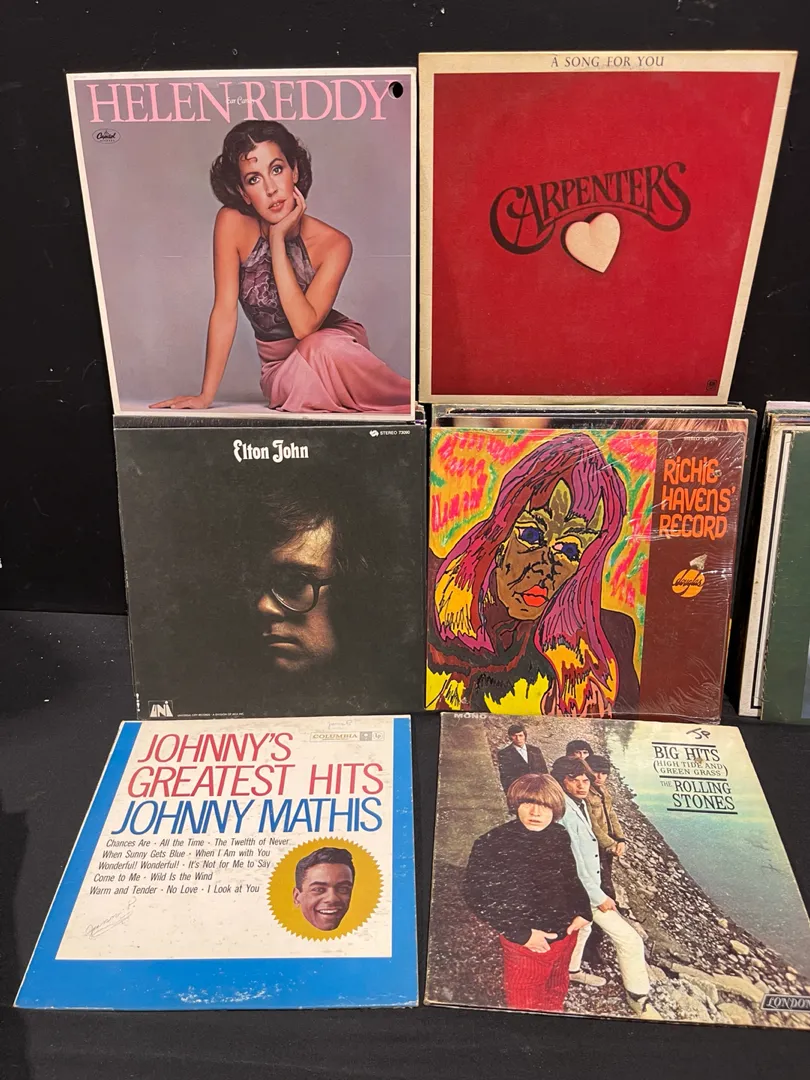 HELEN REDDY
Capitol
À SONG FOR YOU
CARPENTERS
Elton John
STEREO 73090
UNI
RICHIE
HAVENS'
RECORD
Douglas
JOHNNY'S
GREATEST HITS
JOHNNY MATHIS
COLUMBIA
Chances Are - All the Time - The Twelfth of Never
When Sunny Gets Blue - When I Am with You
Wonderful! Wonderful! - It's Not for Me to Say
Come to Me - Wild Is the Wind
Warm and Tender - No Love - I Look at You
MONO
JP
BIG HITS
(HIGH TIDE AND
GREEN GRASS)
THE ROLLING
STONES
LONDON